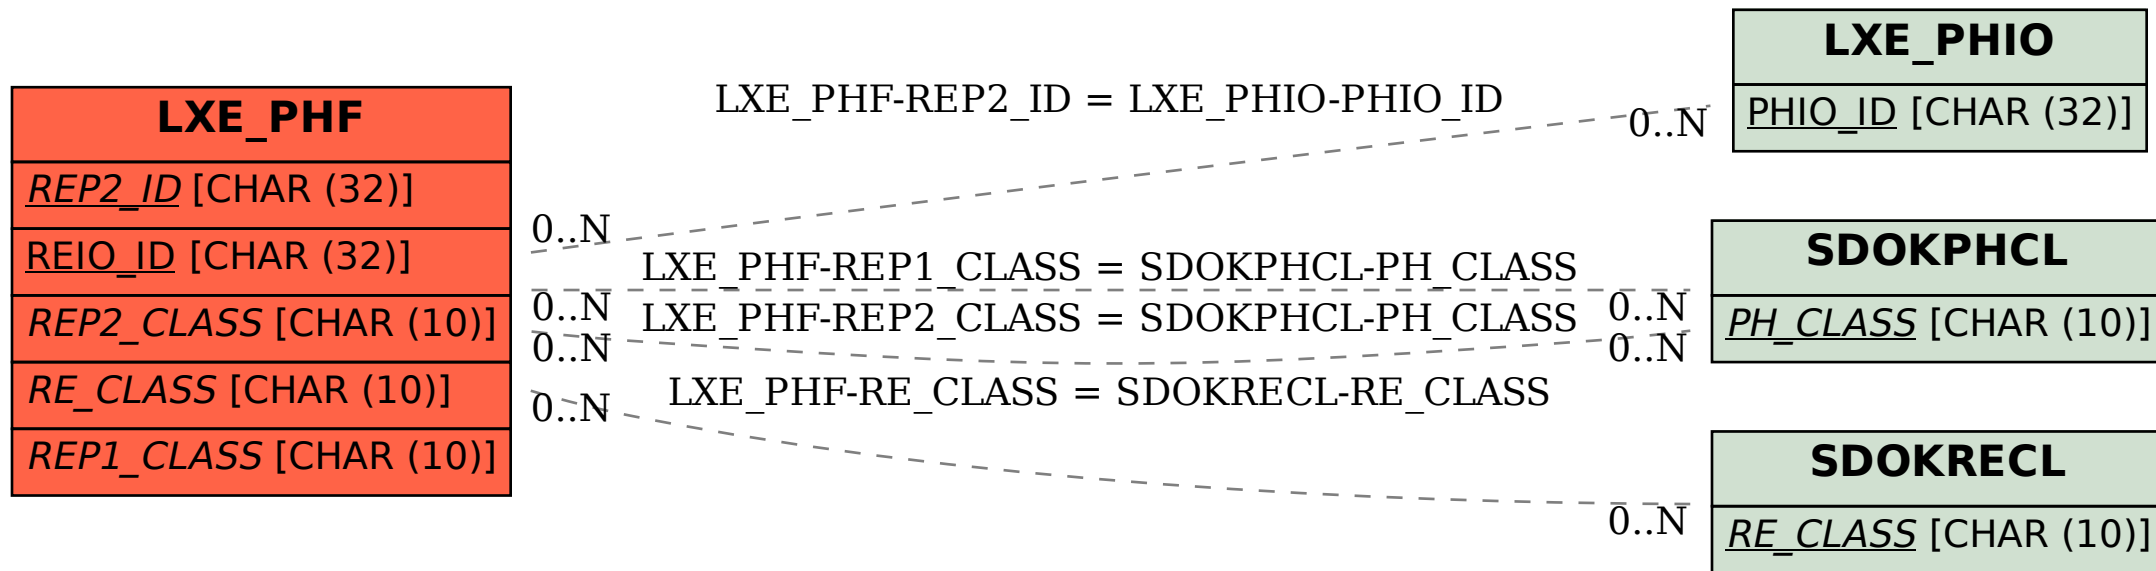 LXE_PHF
REP2_ID [CHAR (32)]
REIO_ID [CHAR (32)]
REP2_CLASS [CHAR (10)]
RE_CLASS [CHAR (10)]
REP1_CLASS [CHAR (10)]
LXE_PHF-REP2_ID = LXE_PHIO-PHIO_ID
0..N
0..N
LXE_PHF-REP1_CLASS = SDOKPHCL-PH_CLASS
0..N
0..N
LXE_PHF-REP2_CLASS = SDOKPHCL-PH_CLASS
0..N
0..N
LXE_PHF-RE_CLASS = SDOKRECL-RE_CLASS
0..N
0..N
LXE_PHIO
PHIO_ID [CHAR (32)]
SDOKPHCL
PH_CLASS [CHAR (10)]
SDOKRECL
RE_CLASS [CHAR (10)]